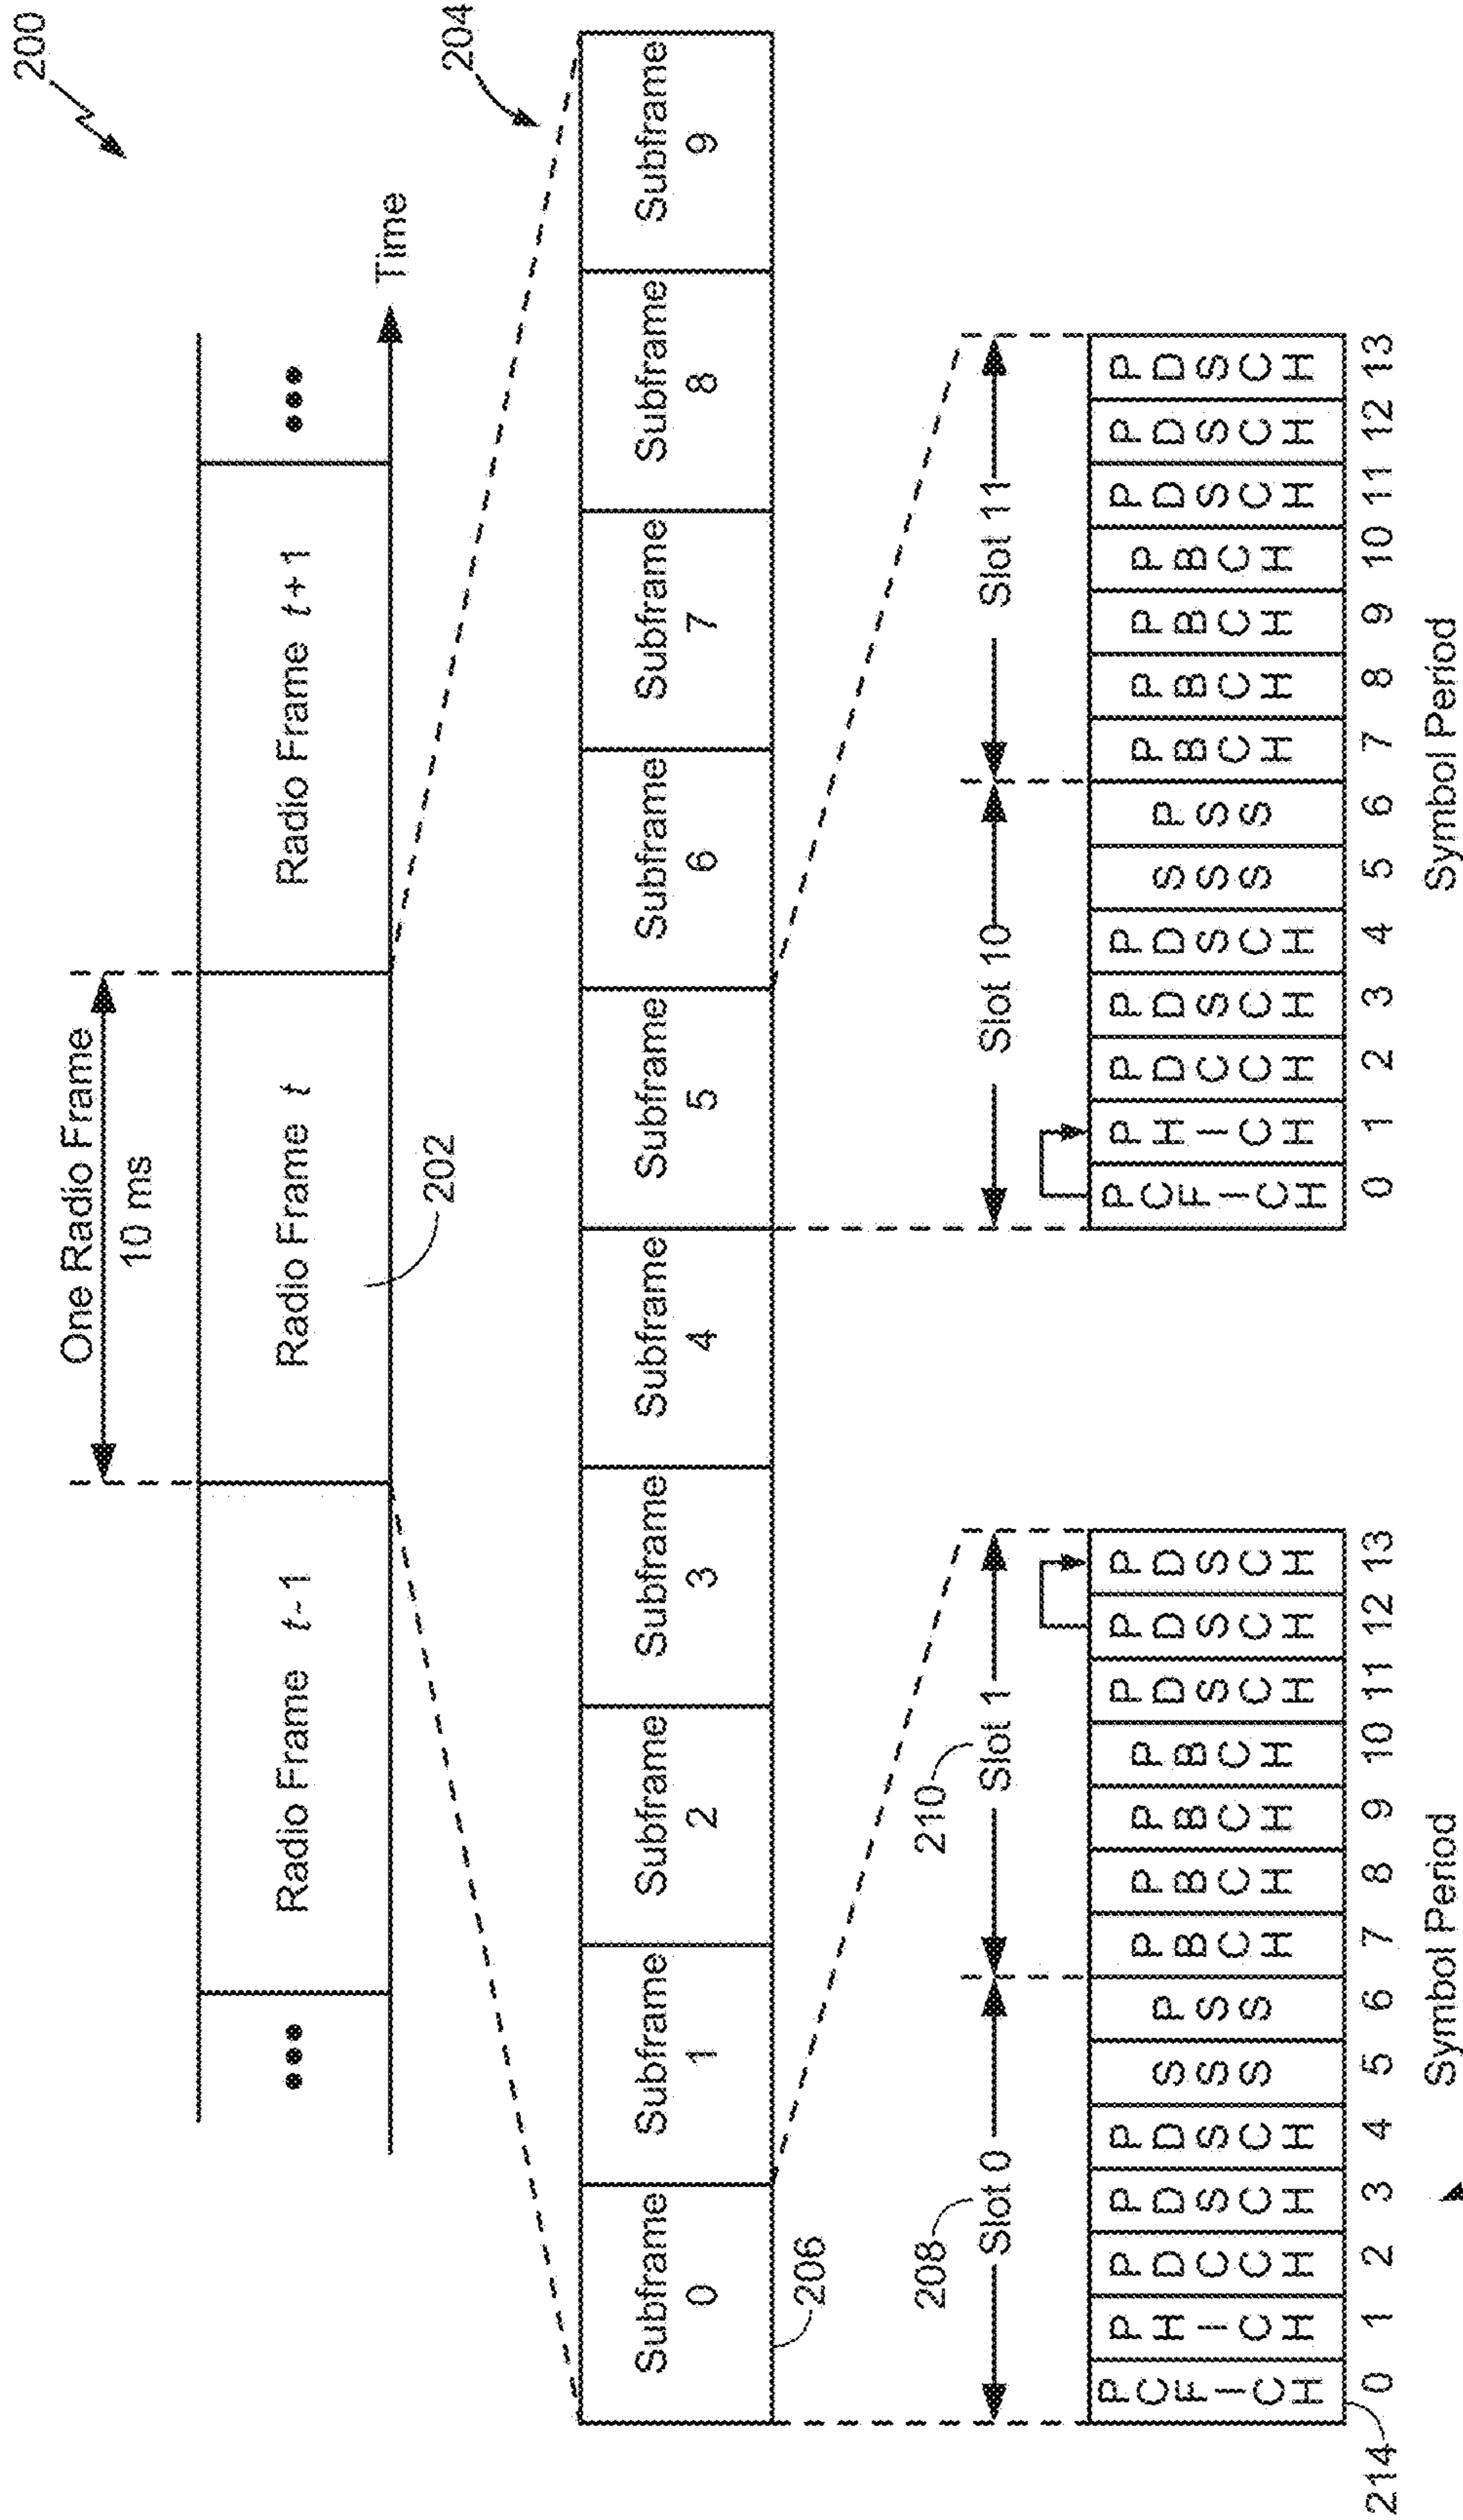 200
One Radio Frame
10 ms
••• Radio Frame t-1 Radio Frame t Radio Frame t+1 •••
Time
202
204
Subframe 0 Subframe 1 Subframe 2 Subframe 3 Subframe 4 Subframe 5 Subframe 6 Subframe 7 Subframe 8 Subframe 9
206
208 210
Slot 0 Slot 1
PCFICH PHICH PDCCH PDSCH PDSCH SSS PSS PBCH PBCH PBCH PBCH PDSCH PDSCH PDSCH
0 1 2 3 4 5 6 7 8 9 10 11 12 13
214
Symbol Period
Slot 10 Slot 11
PCFICH PHICH PDCCH PDSCH PDSCH SSS PSS PBCH PBCH PBCH PBCH PDSCH PDSCH PDSCH
0 1 2 3 4 5 6 7 8 9 10 11 12 13
Symbol Period